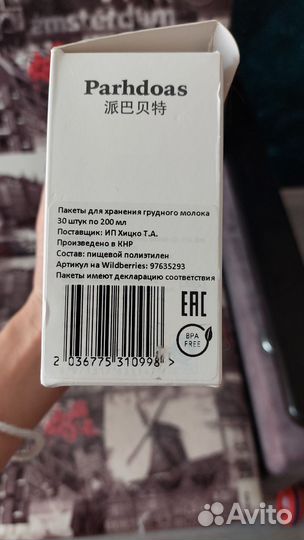 msterdum
Parhdoas
派巴贝特
Пакеты для хранения грудного молока
30 штук по 200 мл
Поставщик: ИП Хицко Т.А.
Произведено в КНР
Состав: пищевой полиэтилен
Артикул на Wildberries: 97635293
Пакеты имеют декларацию соответствия
EAC
BPA
FREE
2 036775 310998 >
Avito